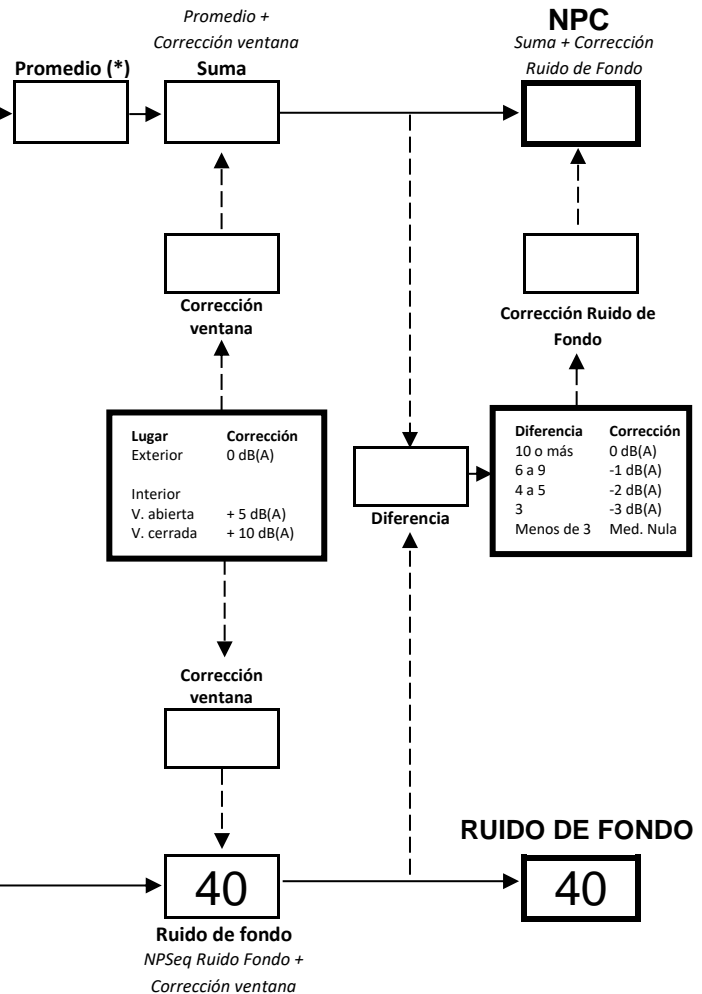 Promedio +
Corrección ventana
NPC
Suma + Corrección
Ruido de Fondo
Promedio (*)
Suma
Corrección
ventana
Corrección Ruido de
Fondo
Lugar Corrección
Exterior 0 dB(A)
Interior
V. abierta + 5 dB(A)
V. cerrada + 10 dB(A)
Diferencia
Diferencia Corrección
10 o más 0 dB(A)
6 a 9 -1 dB(A)
4 a 5 -2 dB(A)
3 -3 dB(A)
Menos de 3 Med. Nula
Corrección
ventana
RUIDO DE FONDO
40
40
Ruido de fondo
NPSeq Ruido Fondo +
Corrección ventana